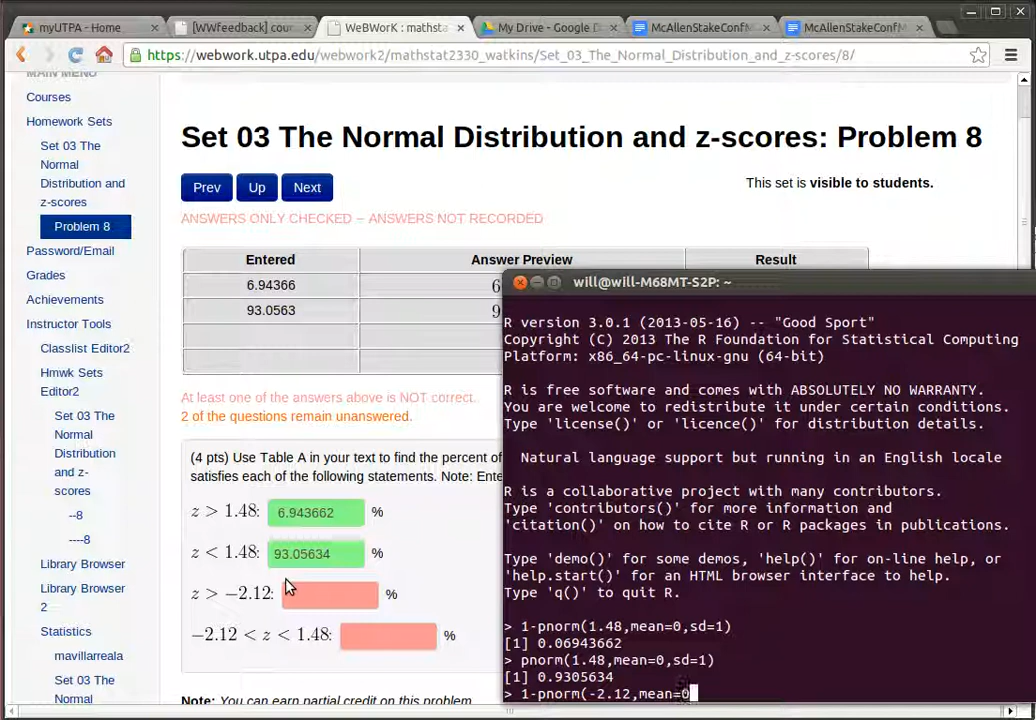 myUTPA - Home
[WWfeedback] cour
WeBWorK : mathst
My Drive - Google D
McAllenStakeConfM
McAllenStakeConfM
https://webwork.utpa.edu/webwork2/mathstat2330_watkins/Set_03_The_Normal_Distribution_and_z-scores/8/
MAIN MENU
Courses
Homework Sets
Set 03 The
Normal
Distribution and
z-scores
Problem 8
Password/Email
Grades
Achievements
Instructor Tools
Classlist Editor2
Hmwk Sets
Editor2
Set 03 The
Normal
Distribution
and z-
scores
--8
----8
Library Browser
Library Browser
2
Statistics
mavillarreala
Set 03 The
Normal
Set 03 The Normal Distribution and z-scores: Problem 8
Prev
Up
Next
This set is visible to students.
ANSWERS ONLY CHECKED -- ANSWERS NOT RECORDED
Entered Answer Preview Result
6.94366 6
93.0563 9
At least one of the answers above is NOT correct.
2 of the questions remain unanswered.
(4 pts) Use Table A in your text to find the percent of
satisfies each of the following statements. Note: Ente
z > 1.48: 6.943662 %
z < 1.48: 93.05634 %
z > −2.12: %
−2.12 < z < 1.48: %
Note: You can earn partial credit on this problem.
will@will-M68MT-S2P: ~
R version 3.0.1 (2013-05-16) -- "Good Sport"
Copyright (C) 2013 The R Foundation for Statistical Computing
Platform: x86_64-pc-linux-gnu (64-bit)
R is free software and comes with ABSOLUTELY NO WARRANTY.
You are welcome to redistribute it under certain conditions.
Type 'license()' or 'licence()' for distribution details.
Natural language support but running in an English locale
R is a collaborative project with many contributors.
Type 'contributors()' for more information and
'citation()' on how to cite R or R packages in publications.
Type 'demo()' for some demos, 'help()' for on-line help, or
'help.start()' for an HTML browser interface to help.
Type 'q()' to quit R.
> 1-pnorm(1.48,mean=0,sd=1)
[1] 0.06943662
> pnorm(1.48,mean=0,sd=1)
[1] 0.9305634
> 1-pnorm(-2.12,mean=0